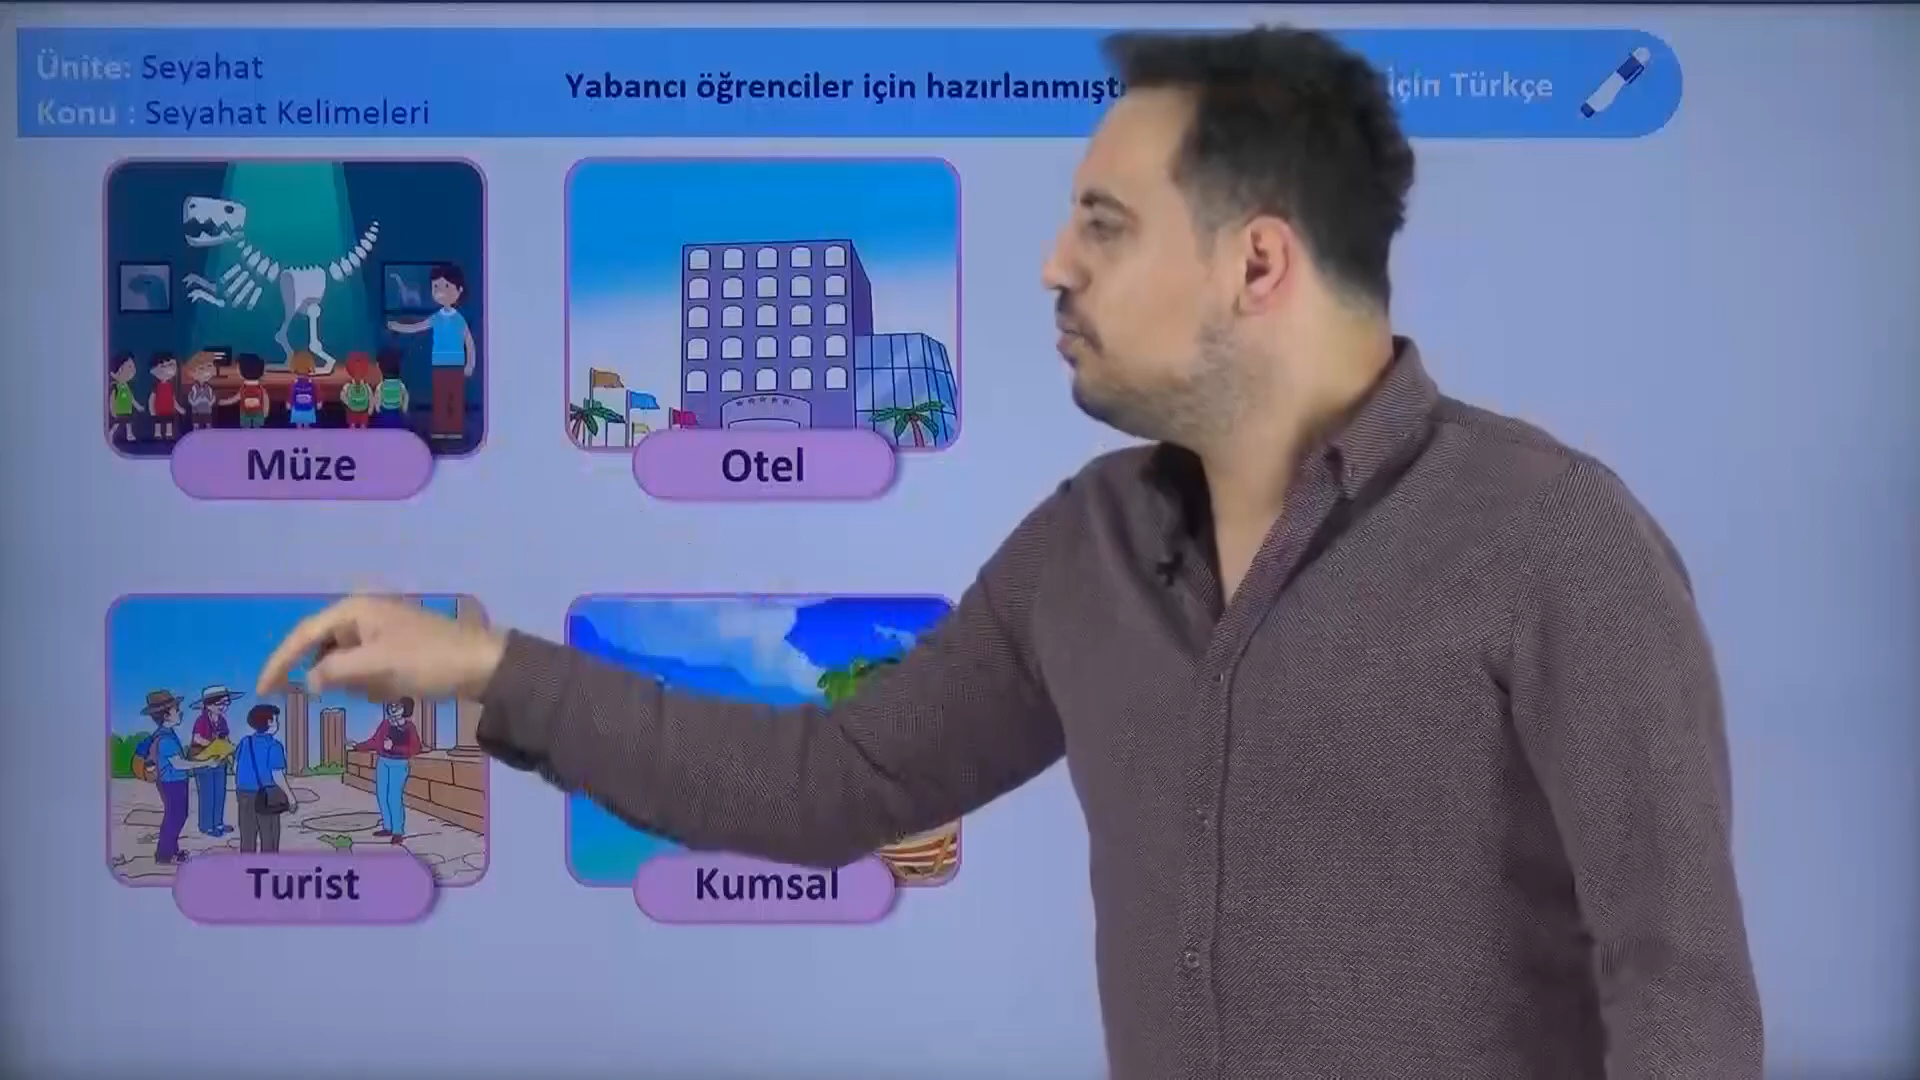 Ünite: Seyahat
Konu : Seyahat Kelimeleri
Yabancı öğrenciler için hazırlanmıştı
için Türkçe
Müze
Otel
Turist
Kumsal